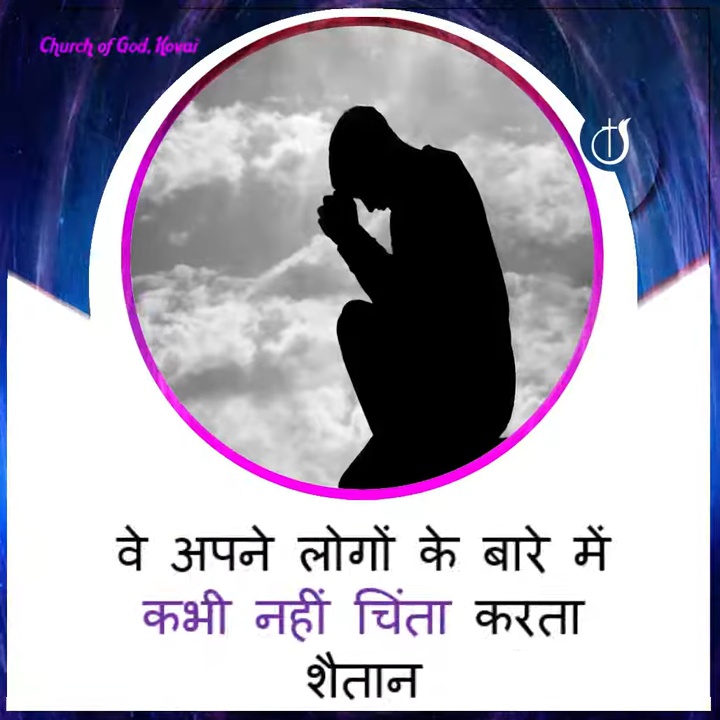 Church of God, Kovai
वे अपने लोगों के बारे में
कभी नहीं चिंता करता
शैतान